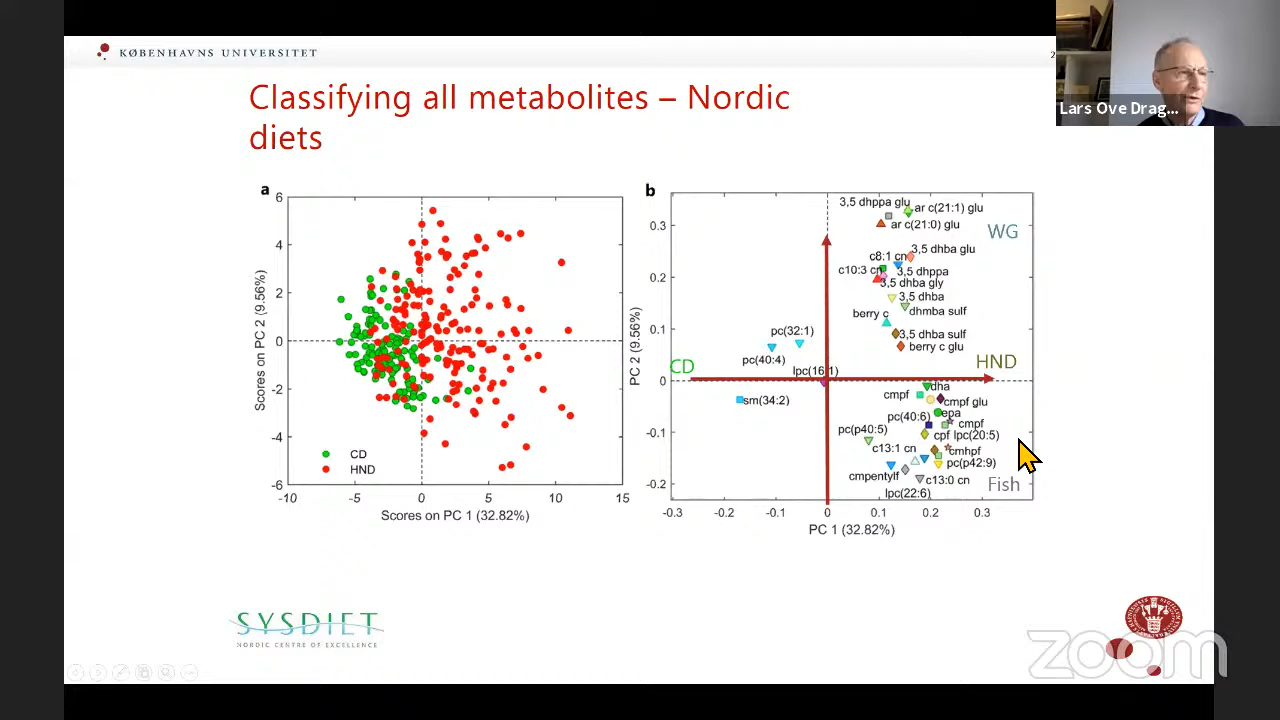 KØBENHAVNS UNIVERSITET
2
Lars Ove Drag...
Classifying all metabolites – Nordic
diets
a
6
4
2
0
-2
-4
-6
-10
-5
0
5
10
15
Scores on PC 2 (9.56%)
Scores on PC 1 (32.82%)
CD
HND
b
0.3
0.2
0.1
0
-0.1
-0.2
-0.3
-0.2
-0.1
0
0.1
0.2
0.3
PC 2 (9.56%)
PC 1 (32.82%)
3,5 dhppa glu
ar c(21:1) glu
ar c(21:0) glu
WG
3,5 dhba glu
c8:1 cn
c10:3 cn
3,5 dhppa
3,5 dhba gly
3,5 dhba
dhmba sulf
berry c
pc(32:1)
3,5 dhba sulf
berry c glu
pc(40:4)
CD
lpc(16:1)
HND
dha
cmpf
cmpf glu
sm(34:2)
epa
pc(40:6)
cmpf
pc(p40:5)
cpf
lpc(20:5)
c13:1 cn
cmhpf
pc(p42:9)
cmpentylf
c13:0 cn
Fish
lpc(22:6)
SYSDIET
NORDIC CENTRE OF EXCELLENCE
zoom